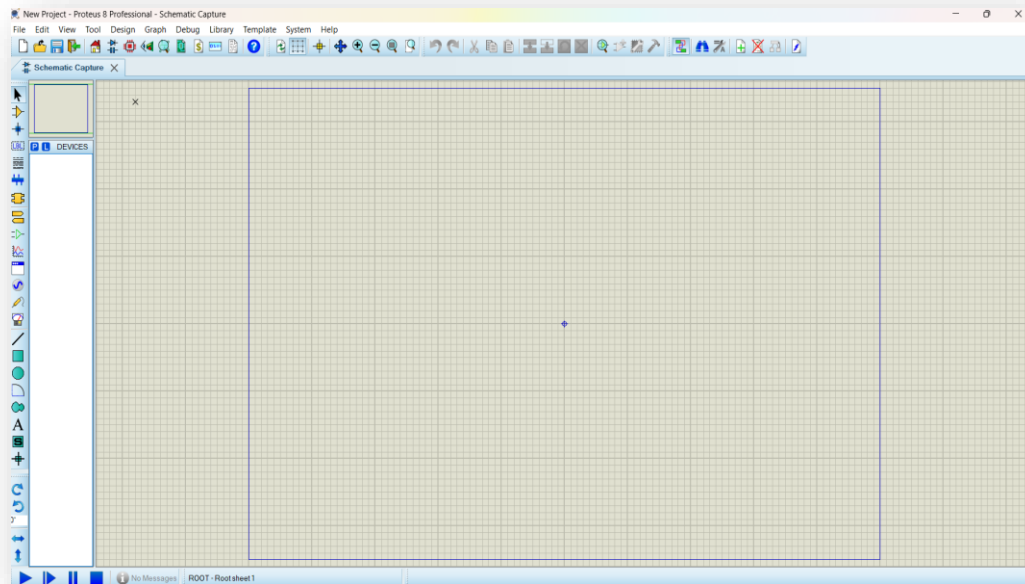 New Project - Proteus 8 Professional - Schematic Capture
File Edit View Tool Design Graph Debug Library Template System Help
Schematic Capture
P L DEVICES
LBL
A
S
No Messages ROOT - Root sheet 1